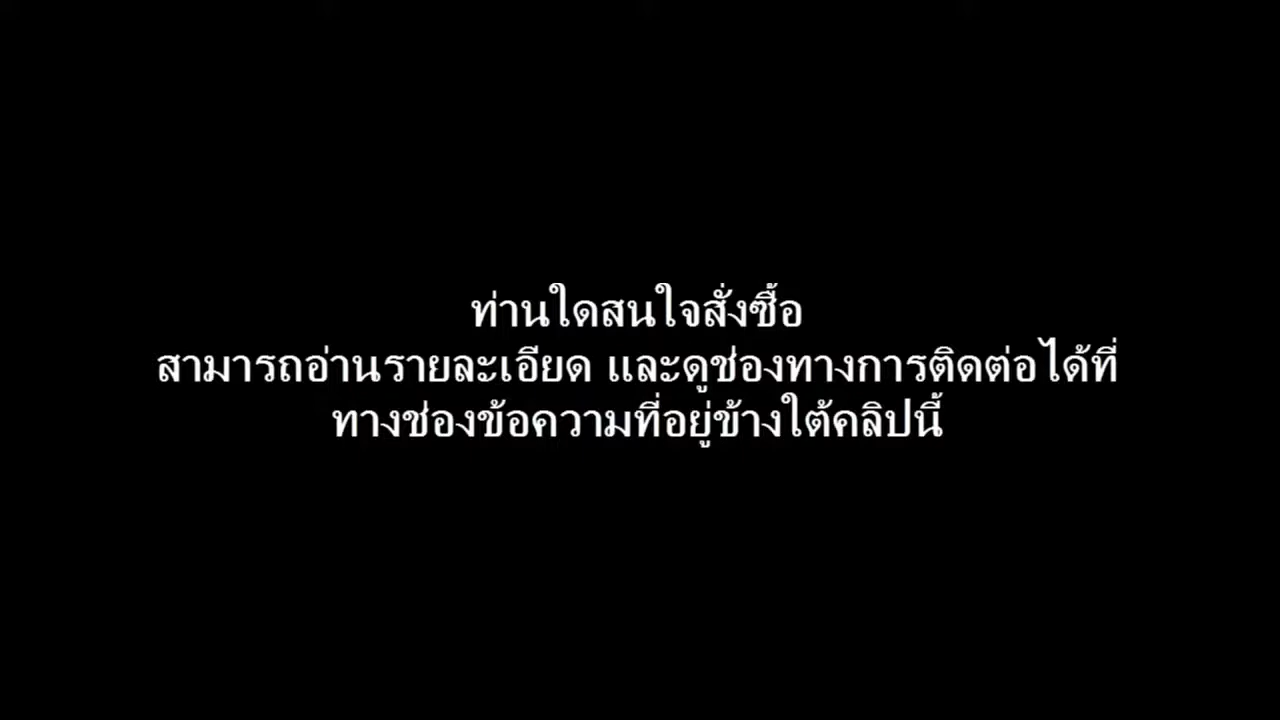 ท่านใดสนใจสั่งซื้อ
สามารถอ่านรายละเอียด และดูช่องทางการติดต่อได้ที่
ทางช่องข้อความที่อยู่ข้างใต้คลิปนี้